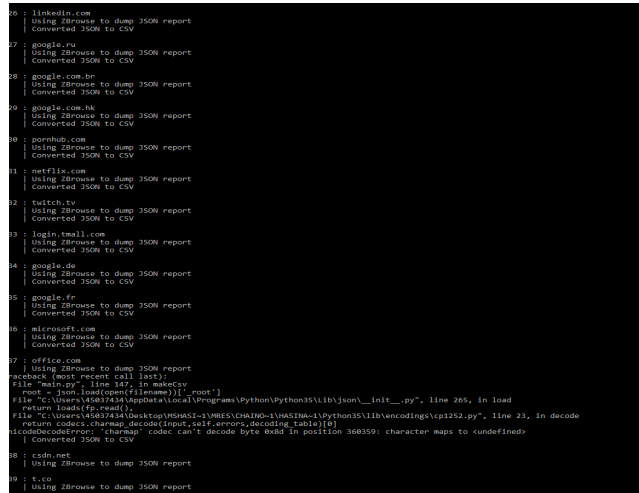 26 : linkedin.com
| Using ZBrowse to dump JSON report
| Converted JSON to CSV
27 : google.ru
| Using ZBrowse to dump JSON report
| Converted JSON to CSV
28 : google.com.br
| Using ZBrowse to dump JSON report
| Converted JSON to CSV
29 : google.com.hk
| Using ZBrowse to dump JSON report
| Converted JSON to CSV
30 : pornhub.com
| Using ZBrowse to dump JSON report
| Converted JSON to CSV
31 : netflix.com
| Using ZBrowse to dump JSON report
| Converted JSON to CSV
32 : twitch.tv
| Using ZBrowse to dump JSON report
| Converted JSON to CSV
33 : login.tmall.com
| Using ZBrowse to dump JSON report
| Converted JSON to CSV
34 : google.de
| Using ZBrowse to dump JSON report
| Converted JSON to CSV
35 : google.fr
| Using ZBrowse to dump JSON report
| Converted JSON to CSV
36 : microsoft.com
| Using ZBrowse to dump JSON report
| Converted JSON to CSV
37 : office.com
| Using ZBrowse to dump JSON report
raceback (most recent call last):
File "main.py", line 147, in makeCsv
root = json.load(open(filename))['_root']
File "C:\Users\45037434\AppData\Local\Programs\Python\Python35\Lib\json\__init__.py", line 265, in load
return loads(fp.read(),
File "C:\Users\45037434\Desktop\MSHASI~1\MRES\CHAINO~1\HASINA~1\Python35\lib\encodings\cp1252.py", line 23, in decode
return codecs.charmap_decode(input,self.errors,decoding_table)[0]
nicodeDecodeError: 'charmap' codec can't decode byte 0x8d in position 360359: character maps to <undefined>
| Converted JSON to CSV
38 : csdn.net
| Using ZBrowse to dump JSON report
39 : t.co
| Using ZBrowse to dump JSON report